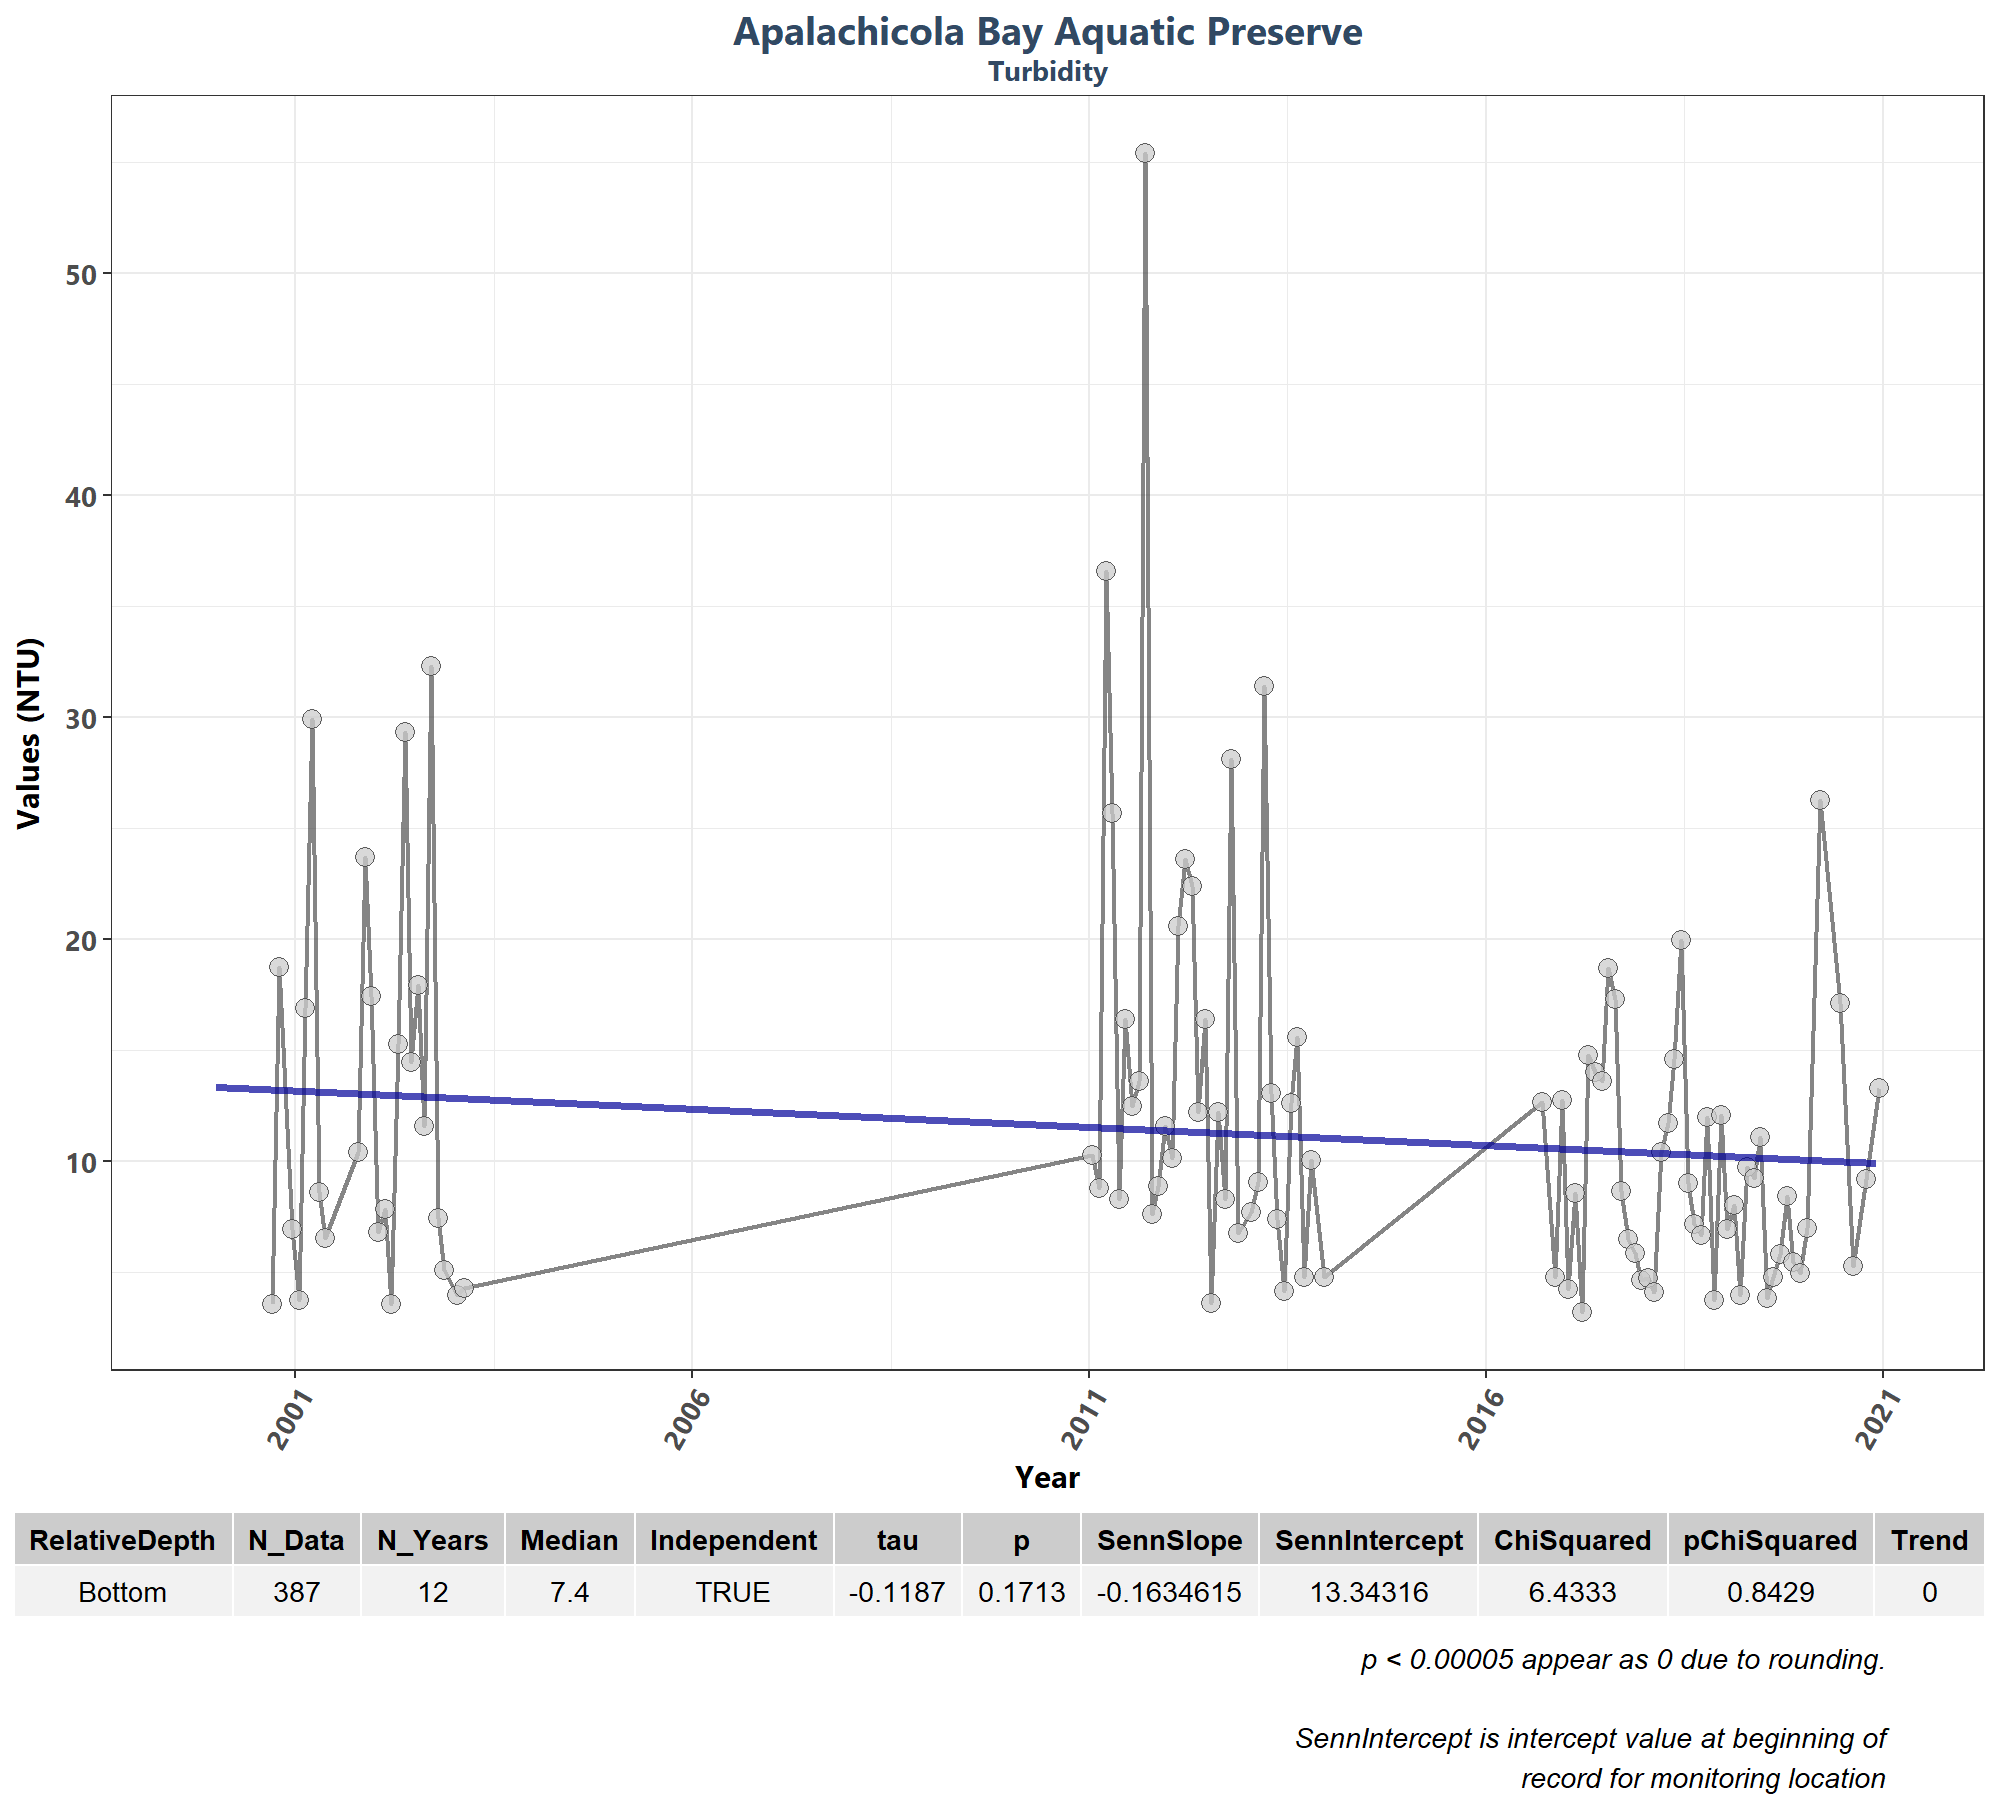 Apalachicola Bay Aquatic Preserve
Turbidity
Values (NTU)
50
40
30
20
10
2001 2006 2011 2016 2021
Year
RelativeDepth N_Data N_Years Median Independent tau p SennSlope SennIntercept ChiSquared pChiSquared Trend
Bottom 387 12 7.4 TRUE -0.1187 0.1713 -0.1634615 13.34316 6.4333 0.8429 0
p < 0.00005 appear as 0 due to rounding.
SennIntercept is intercept value at beginning of
record for monitoring location